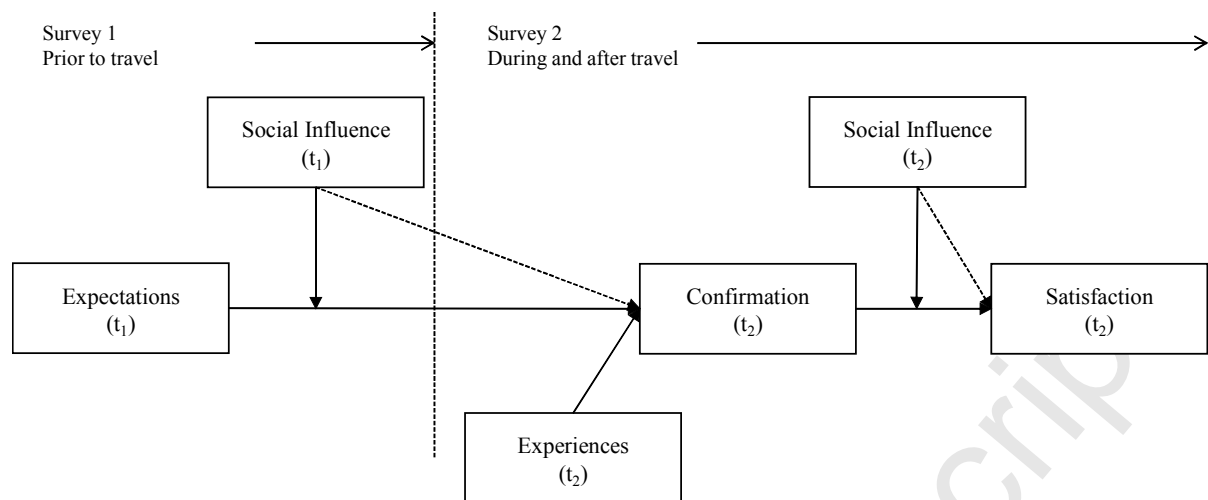 Survey 1
Prior to travel
Survey 2
During and after travel
Social Influence
(t₁)
Social Influence
(t₂)
Expectations
(t₁)
Confirmation
(t₂)
Satisfaction
(t₂)
Experiences
(t₂)
crip